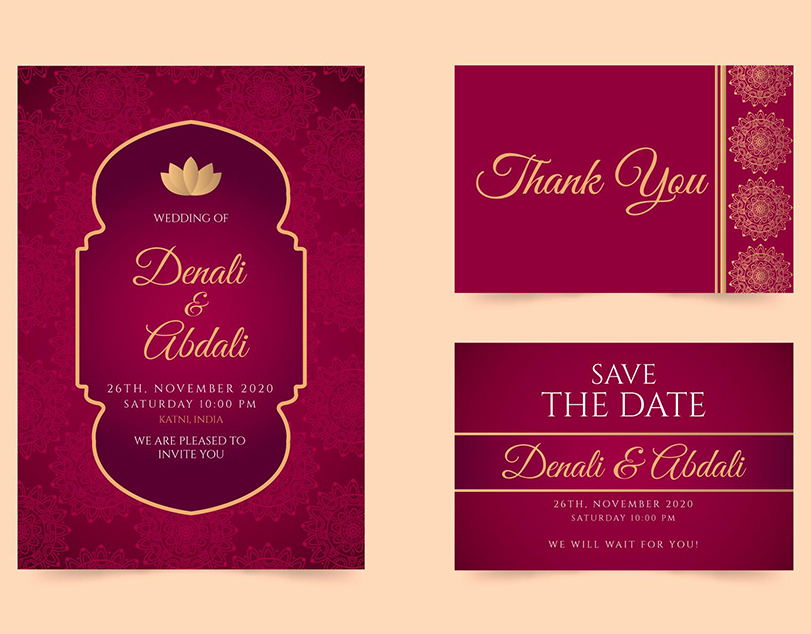 WEDDING OF
Denali
&
Abdali
26TH, NOVEMBER 2020
SATURDAY 10:00 PM
KATNI, INDIA
WE ARE PLEASED TO
INVITE YOU
Thank You
SAVE
THE DATE
Denali & Abdali
26TH, NOVEMBER 2020
SATURDAY 10:00 PM
WE WILL WAIT FOR YOU!